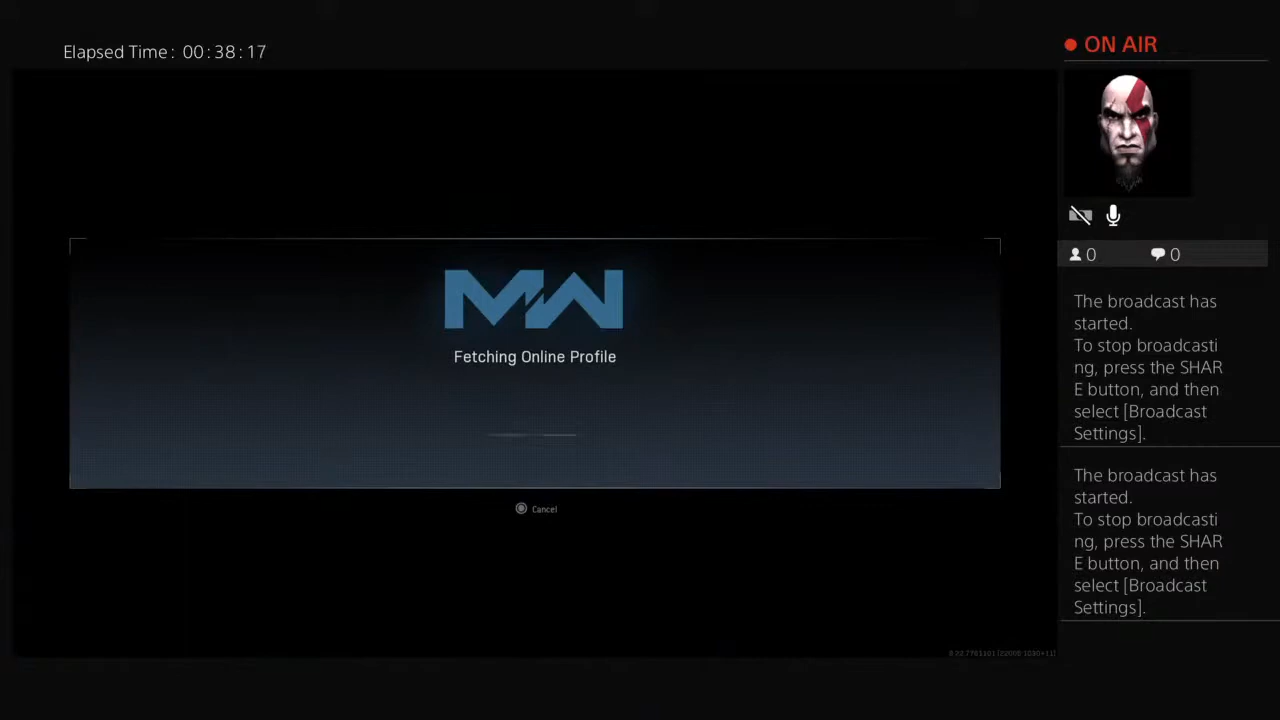 Elapsed Time: 00:38:17
ON AIR
0 0
The broadcast has
started.
To stop broadcasti
ng, press the SHAR
E button, and then
select [Broadcast
Settings].
The broadcast has
started.
To stop broadcasti
ng, press the SHAR
E button, and then
select [Broadcast
Settings].
MW
Fetching Online Profile
Cancel